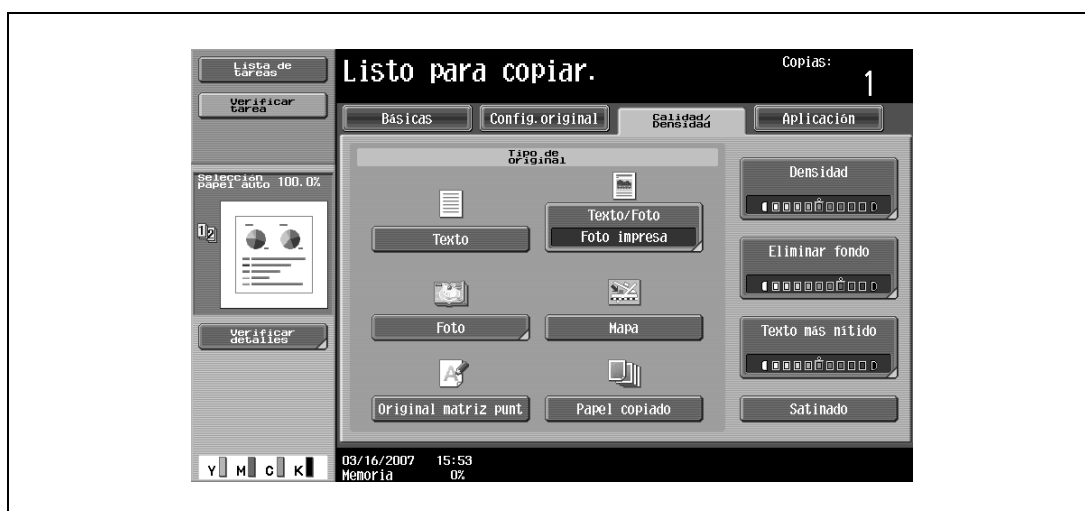 Lista de
tareas
Listo para copiar.
Copias:
1
Verificar
tarea
Básicas
Config.original
Calidad/
Densidad
Aplicación
Tipo de
original
Selección
papel auto 100.0%
1 2
Texto
Texto/Foto
Foto impresa
Foto
Mapa
Original matriz punt
Papel copiado
Densidad
Eliminar fondo
Texto más nítido
Satinado
Verificar
detalles
Y M C K
03/16/2007 15:53
Memoria 0%